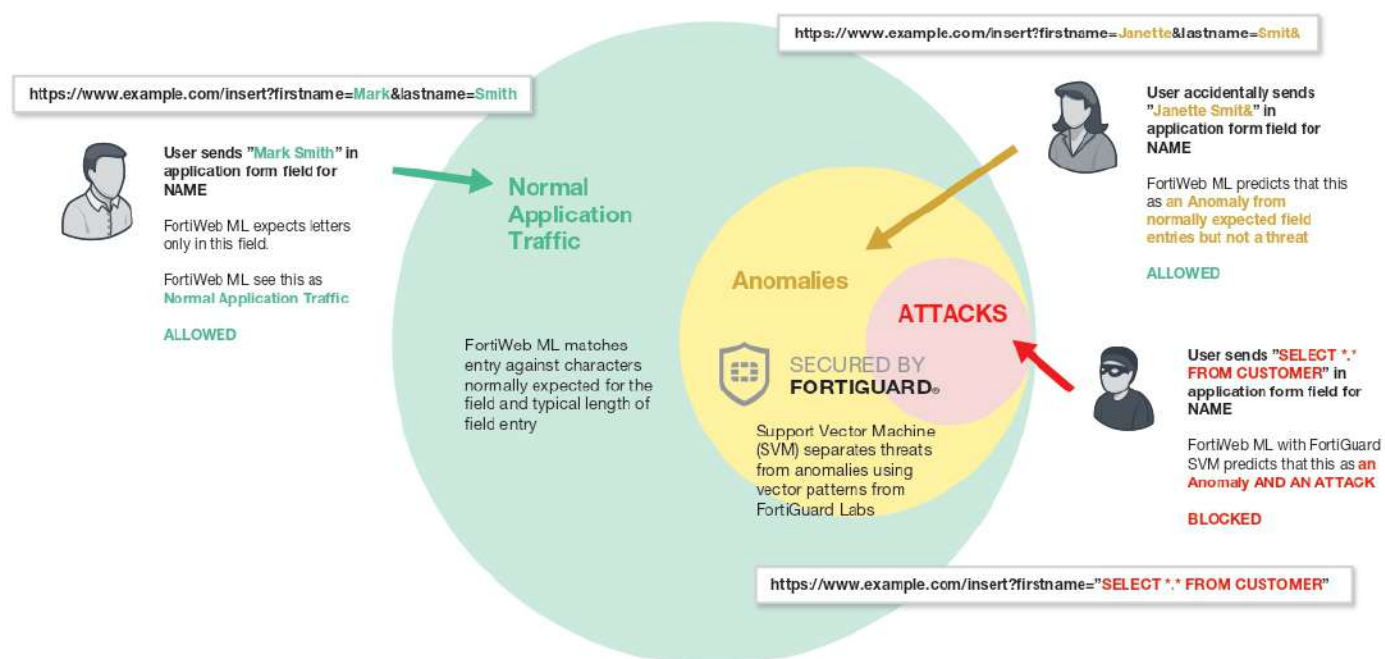 https://www.example.com/insert?firstname=Janette&lastname=Smit&
https://www.example.com/insert?firstname=Mark&lastname=Smith
User sends "Mark Smith" in
application form field for
NAME
FortiWeb ML expects letters
only in this field.
FortiWeb ML see this as
Normal Application Traffic
ALLOWED
Normal
Application
Traffic
FortiWeb ML matches
entry against characters
normally expected for the
field and typical length of
field entry
User accidentally sends
"Janette Smit&" in
application form field for
NAME
FortiWeb ML predicts that this
as an Anomaly from
normally expected field
entries but not a threat
ALLOWED
Anomalies
ATTACKS
SECURED BY
FORTIGUARD®
Support Vector Machine
(SVM) separates threats
from anomalies using
vector patterns from
FortiGuard Labs
User sends "SELECT *.*
FROM CUSTOMER" in
application form field for
NAME
FortiWeb ML with FortiGuard
SVM predicts that this as an
Anomaly AND AN ATTACK
BLOCKED
https://www.example.com/insert?firstname="SELECT *.* FROM CUSTOMER"